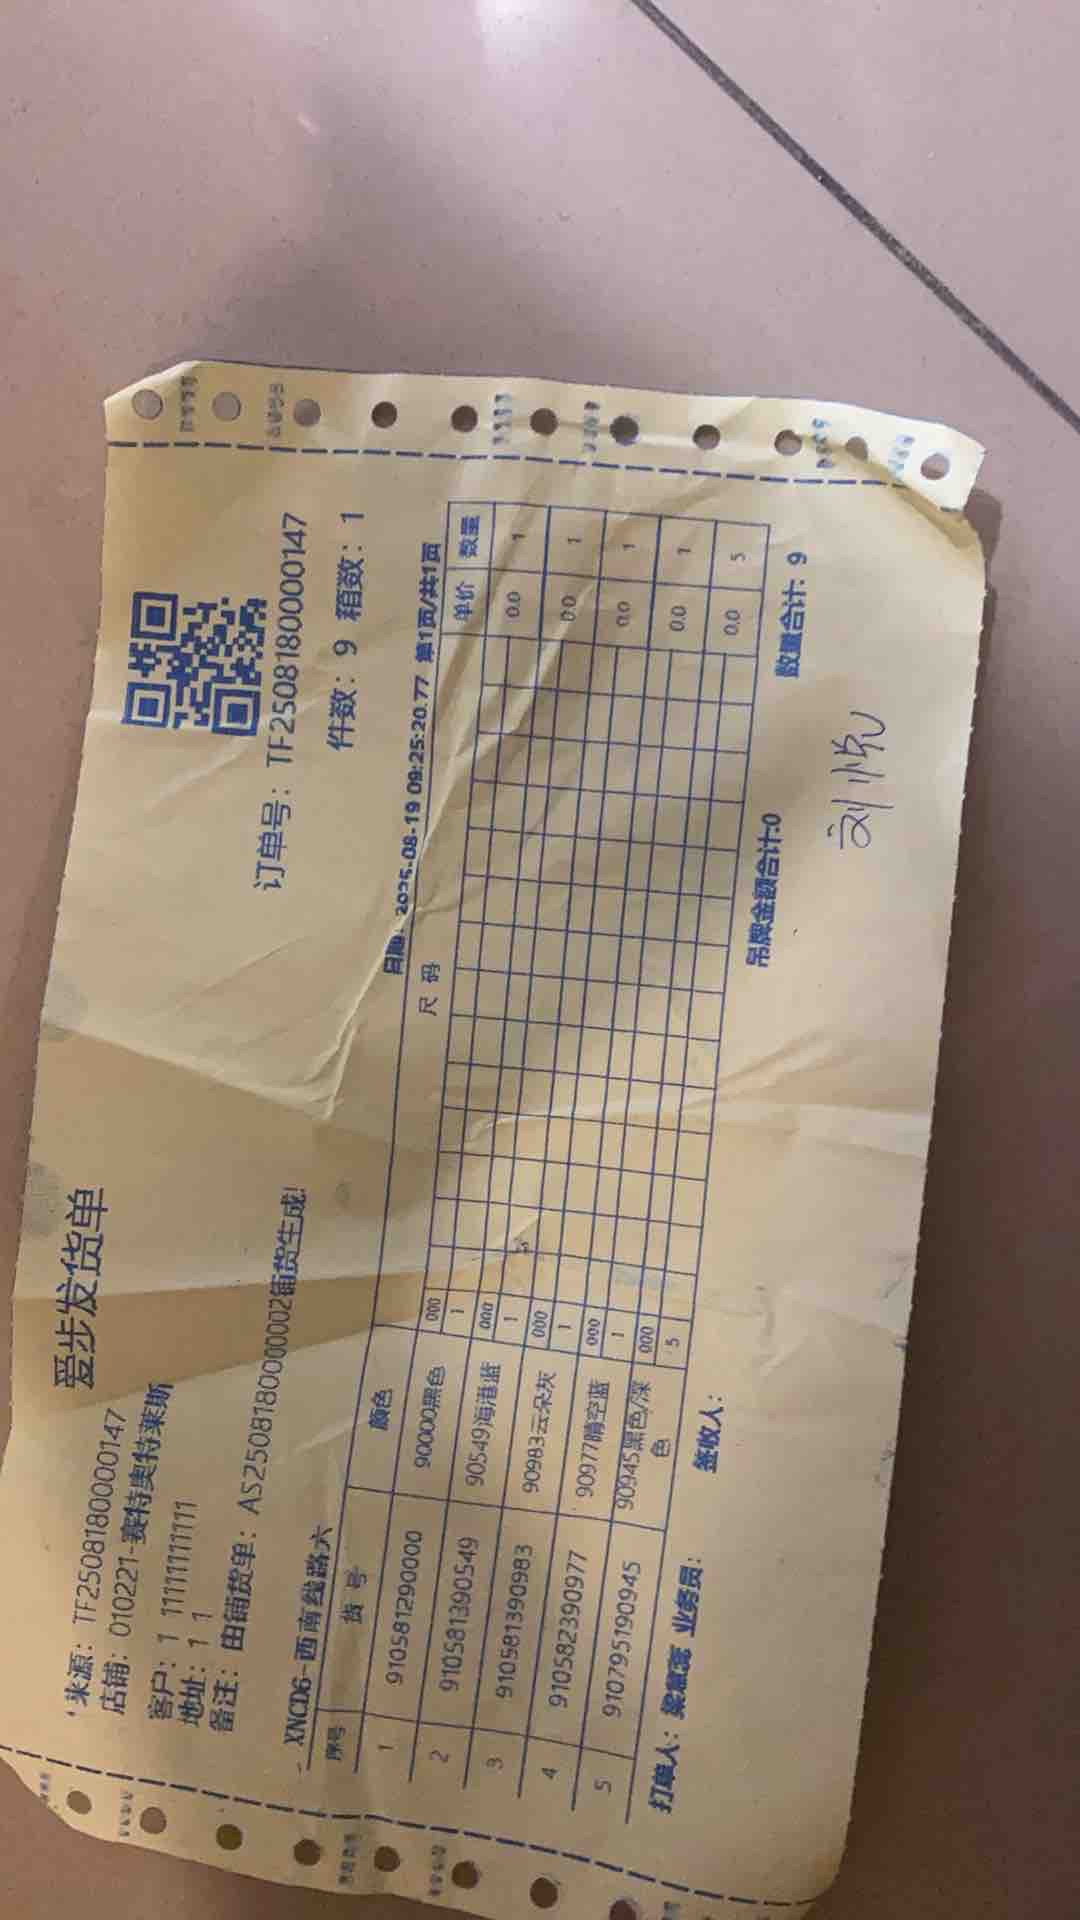 爱步发货单
来源：TF2508180000147
订单号：TF2508180000147
店铺：010221-赛特奥特莱斯
件数：9 箱数：1
客户：1 11111111111
地址：1 1
备注：由铺货单：AS2508180000002铺货生成!
XNCD6-西南线路六
日期：2025-08-19 09:25:20.77 第1页/共1页
序号 货号 颜色 尺码 单价 数量
000
1 910581290000 90000黑色 1 0.0 1
000
2 910581390549 90549海港蓝 1 0.0 1
000
3 910581390983 90983云朵灰 1 0.0 1
000
4 910582390977 90977晴空蓝 1 0.0 1
000
5 910795190945 90945黑色/深色 5 0.0 5
打单人： 业务员： 签收人： 吊牌金额合计:0 数量合计: 9
刘悦